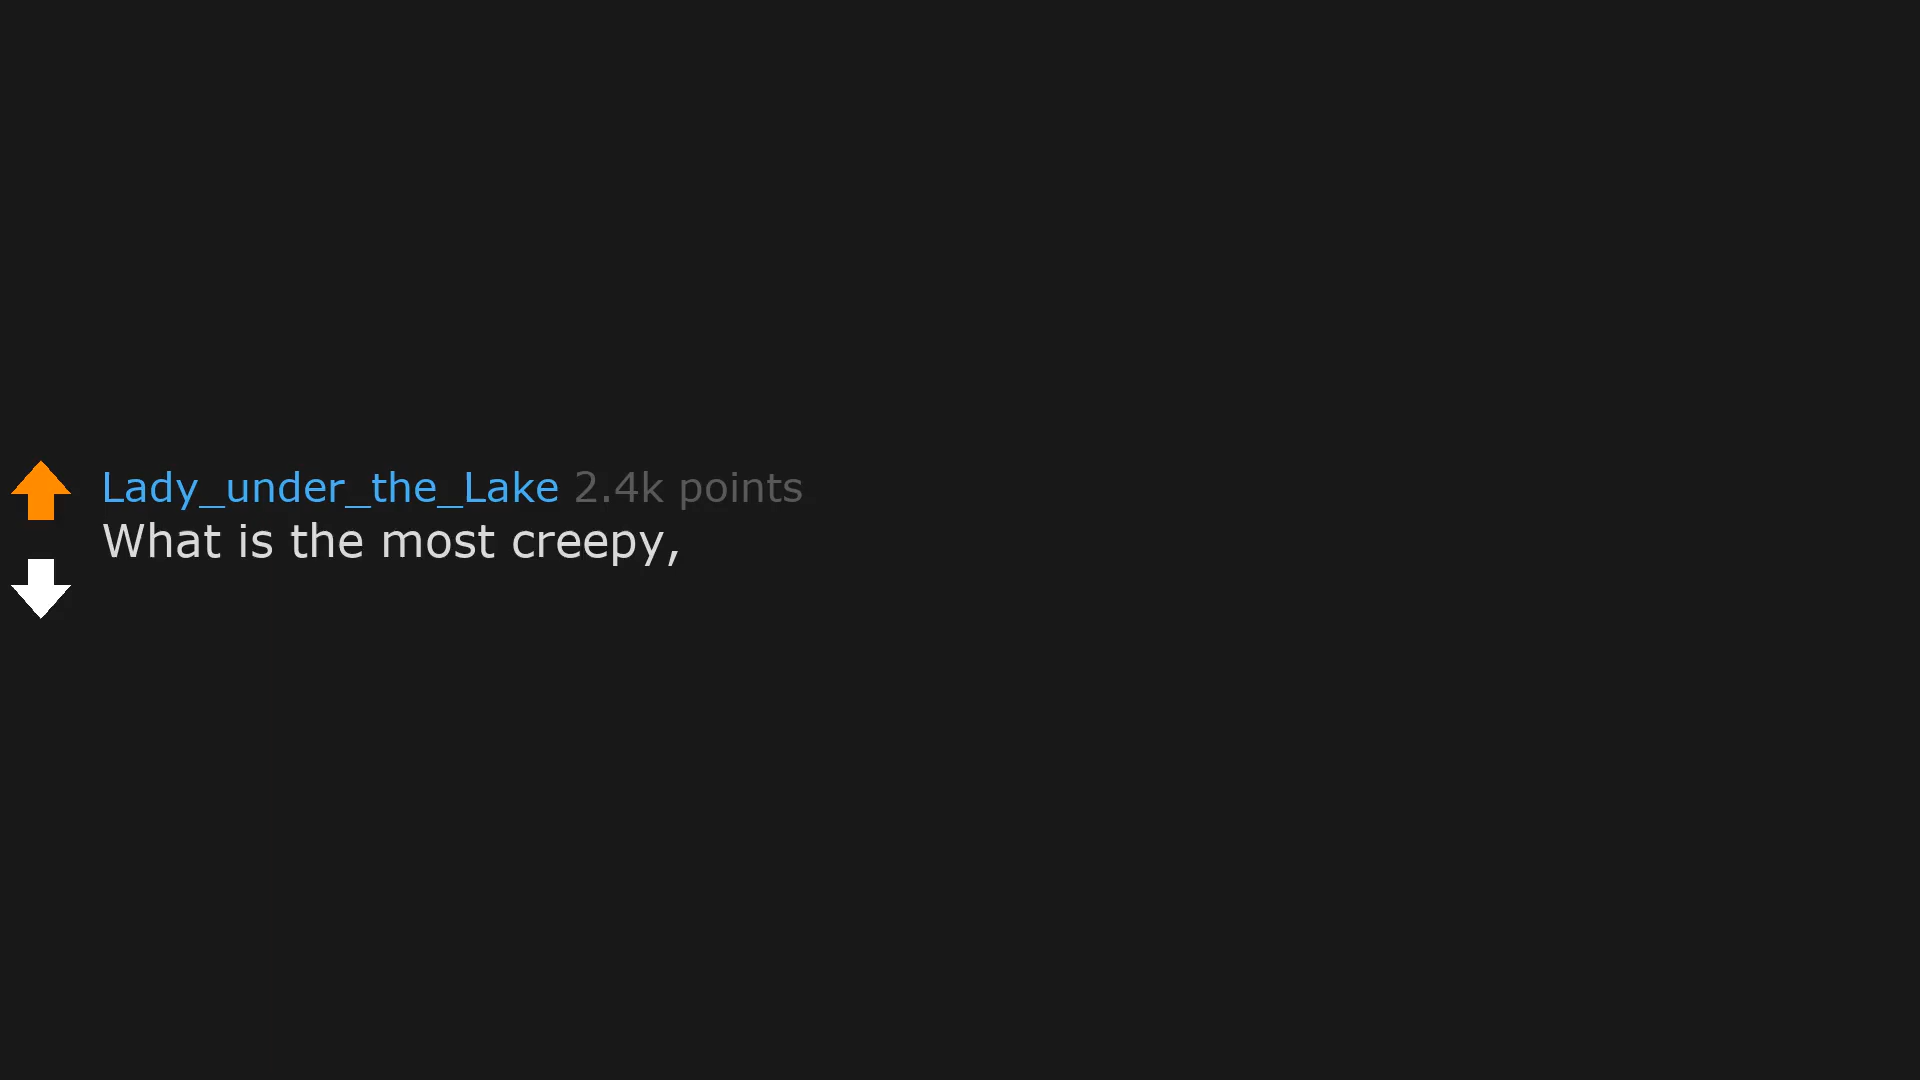 Lady_under_the_Lake 2.4k points
What is the most creepy,